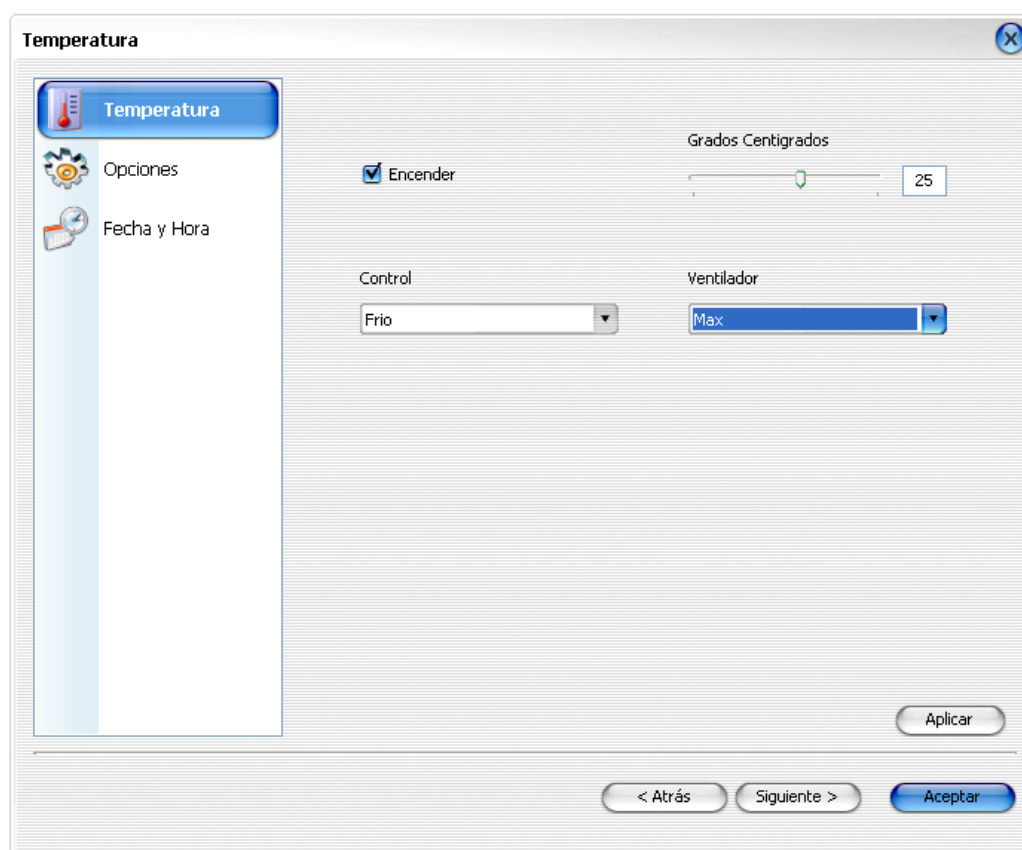 Temperatura
Temperatura
Opciones
Fecha y Hora
Encender
Grados Centigrados
25
Control
Ventilador
Frio
Max
Aplicar
< Atrás
Siguiente >
Aceptar